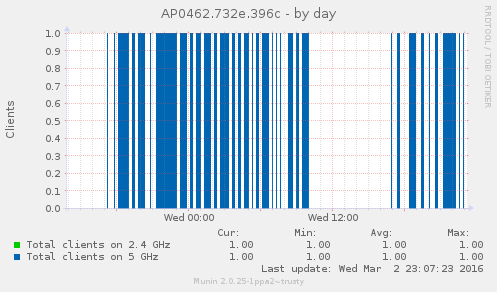 AP0462.732e.396c - by day
RRDTOOL / TOBI OETIKER
Clients
1.0
0.9
0.8
0.7
0.6
0.5
0.4
0.3
0.2
0.1
0.0
Wed 00:00 Wed 12:00
Cur: Min: Avg: Max:
Total clients on 2.4 GHz 1.00 1.00 1.00 1.00
Total clients on 5 GHz 1.00 1.00 1.00 1.00
Last update: Wed Mar 2 23:07:23 2016
Munin 2.0.25-1ppa2~trusty